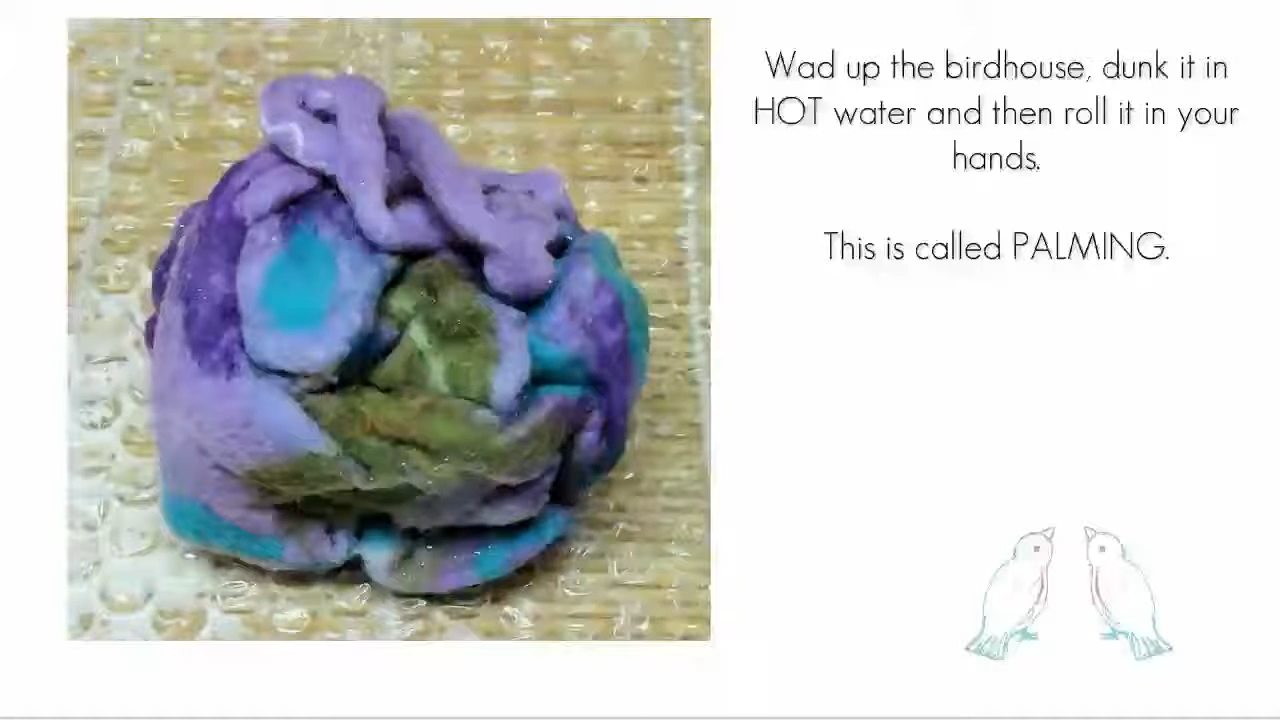 Wad up the birdhouse, dunk it in
HOT water and then roll it in your
hands.
This is called PALMING.